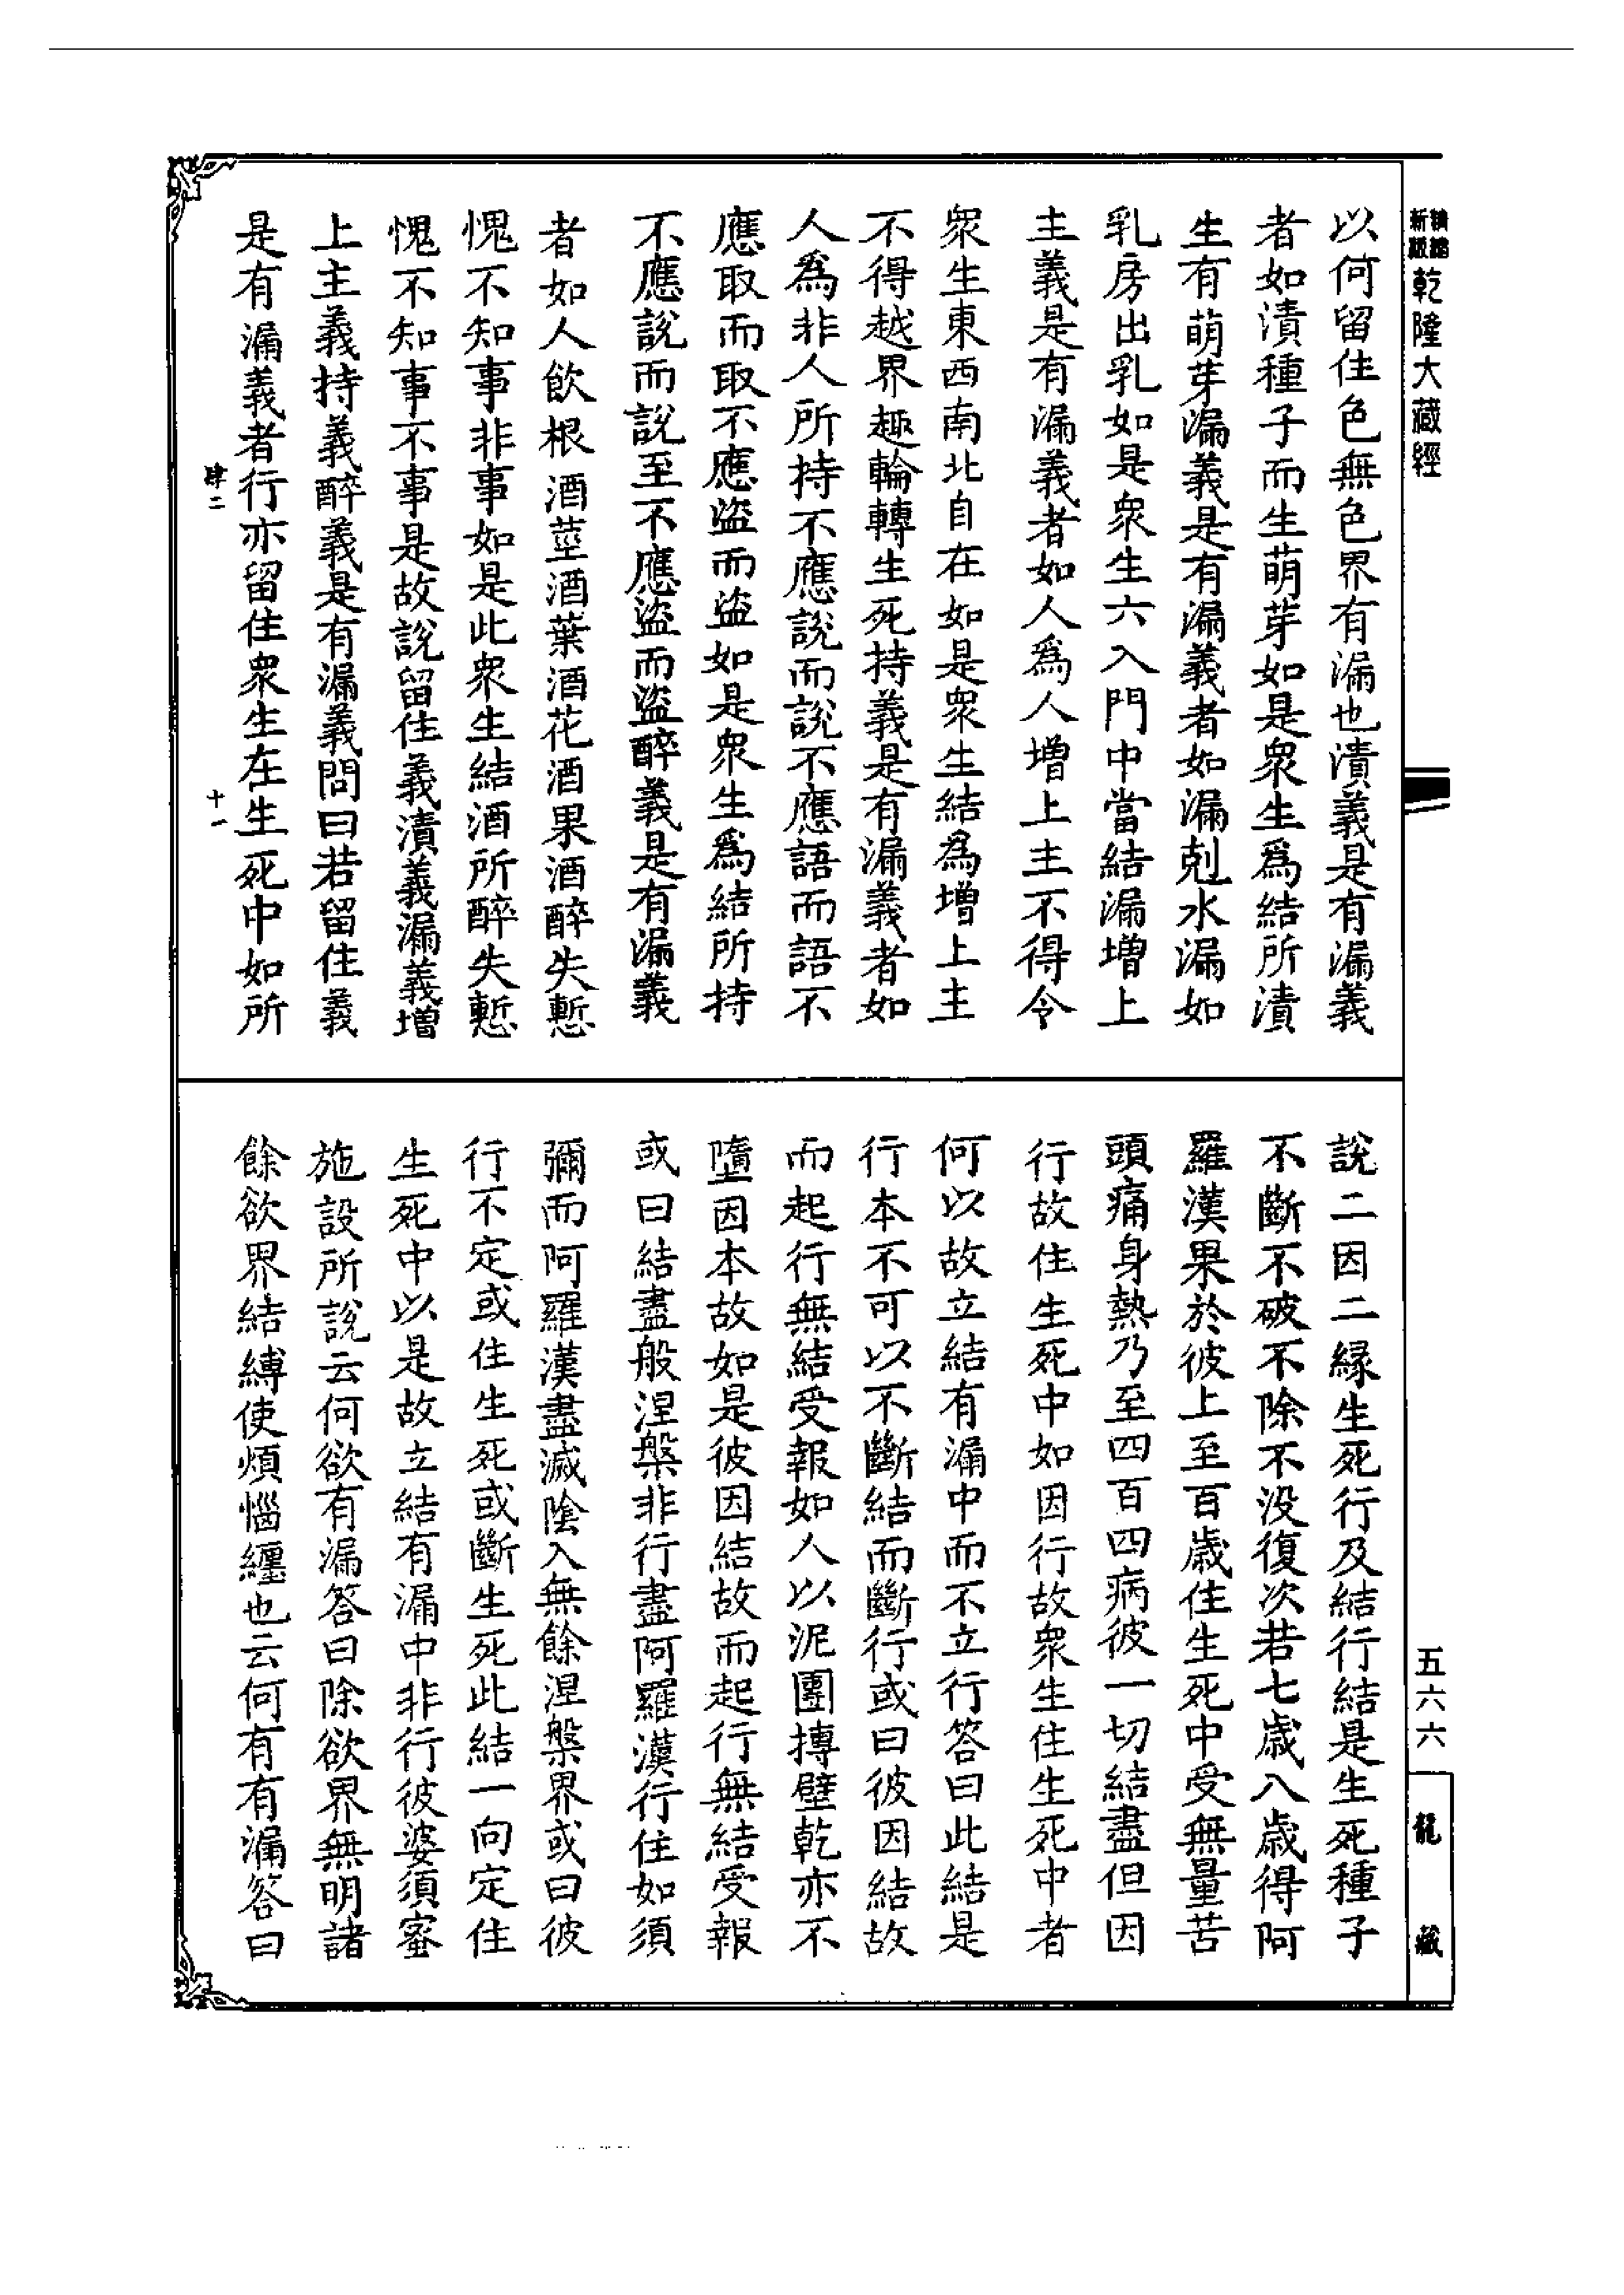 精縮新版乾隆大藏經
以何留住色無色界有漏也漬義是有漏義
者如漬種子而生萌芽如是衆生爲結所漬
生有萌芽漏義是有漏義者如漏剋水漏如
乳房出乳如是衆生六入門中當結漏增上
主義是有漏義者如人爲人增上主不得令
衆生東西南北自在如是衆生結為增上主
不得越界趣輪轉生死持義是有漏義者如
人為非人所持不應說而說不應語而語不
應取而取不應盜而盜如是衆生爲結所持
不應說而說至不應盜而盜醉義是有漏義
者如人飲根酒莖酒葉酒花酒果酒醉失慙
愧不知事非事如是此衆生結酒所醉失慙
愧不知事不事是故說留住義漬義漏義增
上主義持義醉義是有漏義問曰若留住義
是有漏義者行亦留住衆生在生死中如所
肆二 十一
說二因二緣生死行及結行結是生死種子
不斷不破不除不没復次若七歲八歲得阿
羅漢果於彼上至百歲住生死中受無量苦
頭痛身熱乃至四百四病彼一切結盡但因
行故住生死中如因行故衆生住生死中者
何以故立結有漏中而不立行答曰此結是
行本不可以不斷結而斷行或曰彼因結故
而起行無結受報如人以泥團摶壁乾亦不
墮因本故如是彼因結故而起行無結受報
或曰結盡般涅槃非行盡阿羅漢行住如須
彌而阿羅漢盡滅陰入無餘涅槃界或曰彼
行不定或住生死或斷生死此結一向定住
生死中以是故立結有漏中非行彼婆須蜜
施設所說云何欲有漏答曰除欲界無明諸
餘欲界結縛使煩惱纏也云何有有漏答曰
五六六
龍藏